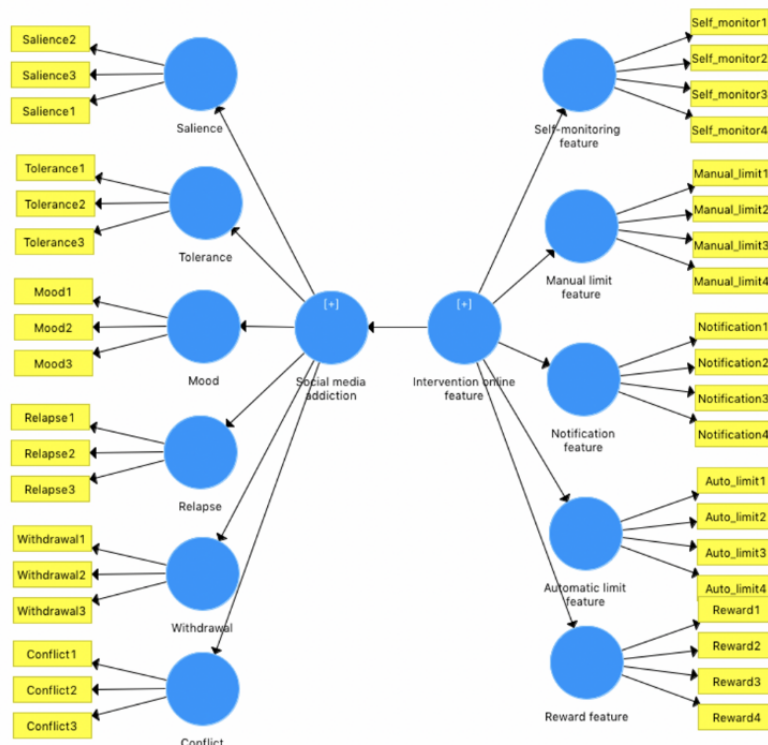 Salience2
Salience3
Salience1
Salience
Tolerance1
Tolerance2
Tolerance3
Tolerance
Mood1
Mood2
Mood3
Mood
Relapse1
Relapse2
Relapse3
Relapse
Withdrawal1
Withdrawal2
Withdrawal3
Withdrawal
Conflict1
Conflict2
Conflict3
Conflict
[+]
Social media
addiction
[+]
Intervention online
feature
Self_monitor1
Self_monitor2
Self_monitor3
Self_monitor4
Self-monitoring
feature
Manual_limit1
Manual_limit2
Manual_limit3
Manual_limit4
Manual limit
feature
Notification1
Notification2
Notification3
Notification4
Notification
feature
Auto_limit1
Auto_limit2
Auto_limit3
Auto_limit4
Automatic limit
feature
Reward1
Reward2
Reward3
Reward4
Reward feature